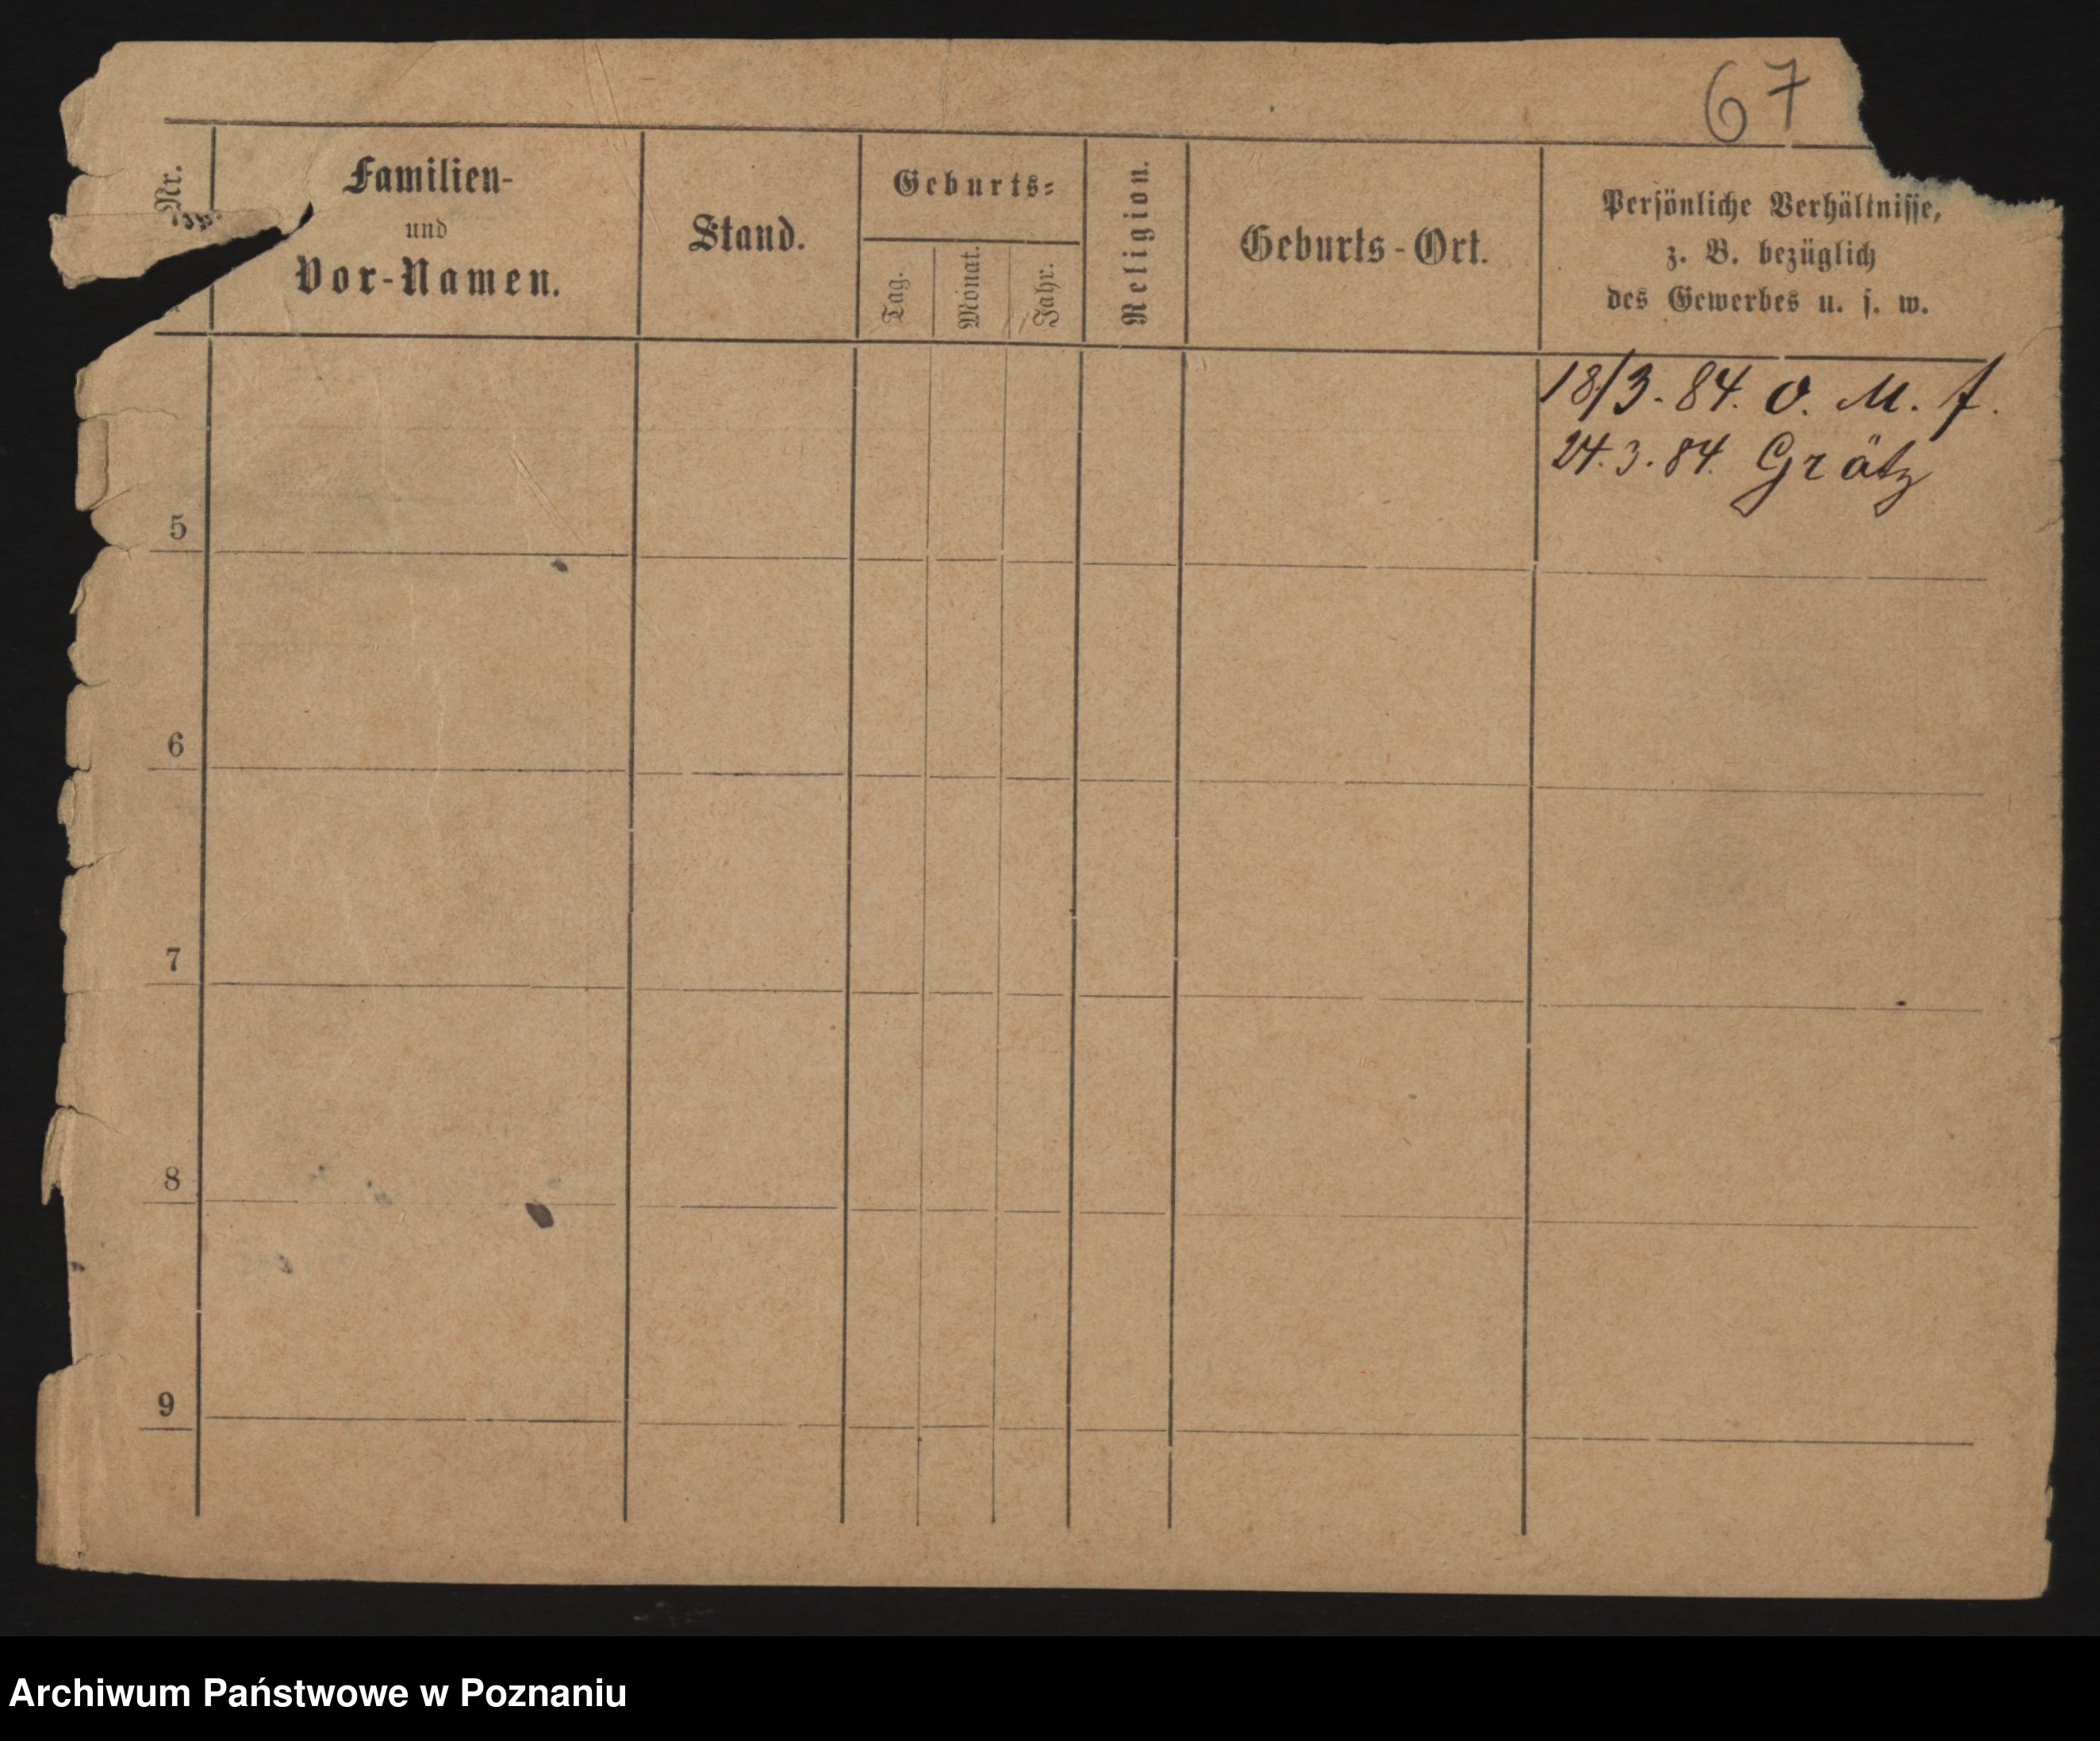 67
Nr.
Familien-
und
Vor-Namen.
Stand.
Geburts-
Tag.
Monat.
Jahr.
Religion.
Geburts-Ort.
Persönliche Verhältnisse,
z. B. bezüglich
des Gewerbes u. s. w.
18/3. 84. O. M. f.
24. 3. 84. Grätz
5
6
7
8
9
Archiwum Państwowe w Poznaniu